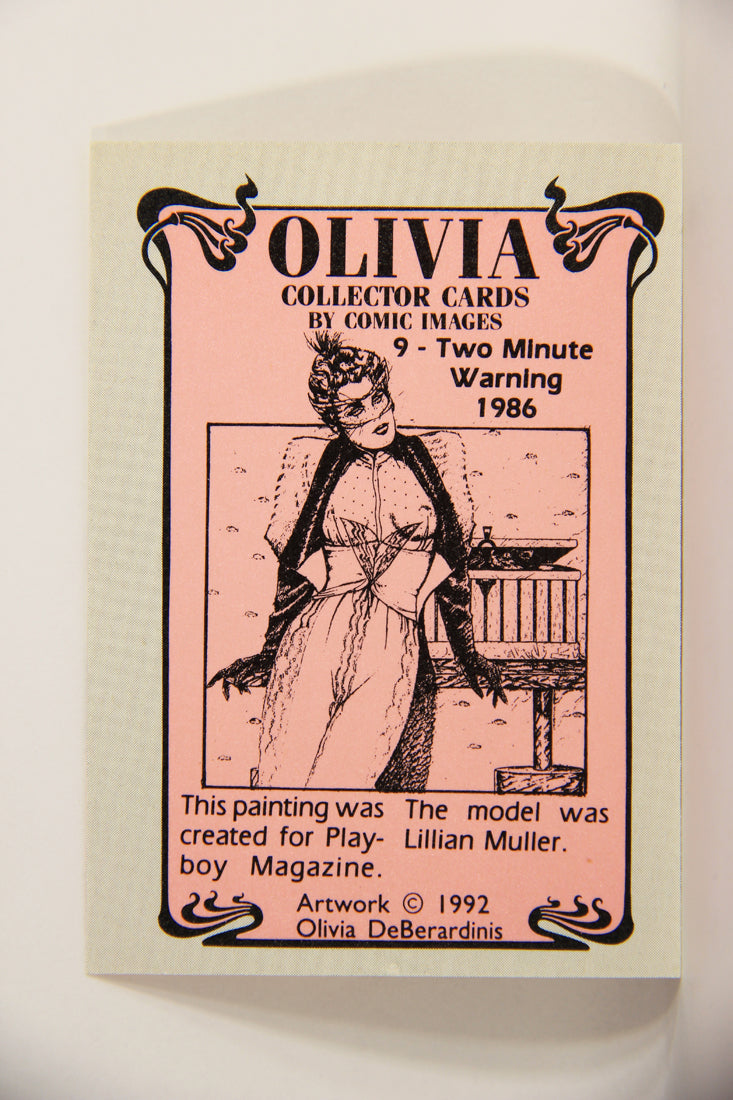 OLIVIA
COLLECTOR CARDS
BY COMIC IMAGES
9 - Two Minute
Warning
1986
This painting was
created for Play-
boy Magazine.
The model was
Lillian Muller.
Artwork © 1992
Olivia DeBerardinis